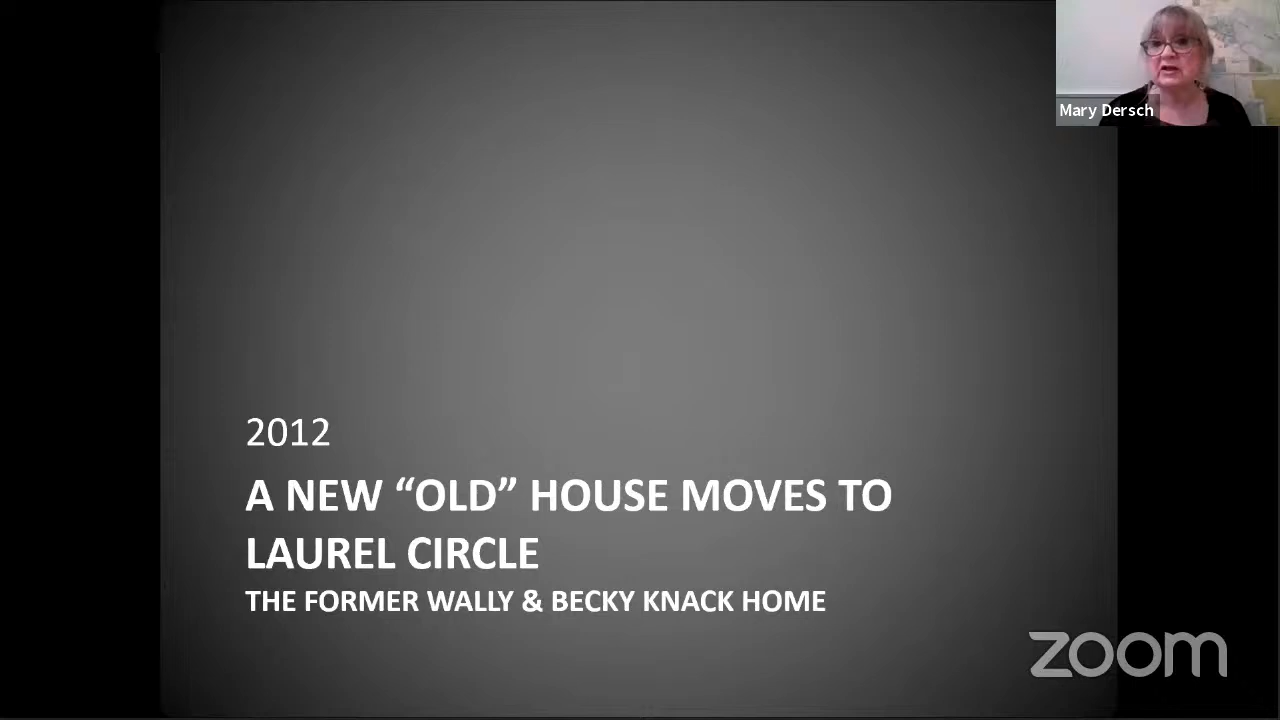 Mary Dersch
2012
A NEW “OLD” HOUSE MOVES TO
LAUREL CIRCLE
THE FORMER WALLY & BECKY KNACK HOME
zoom